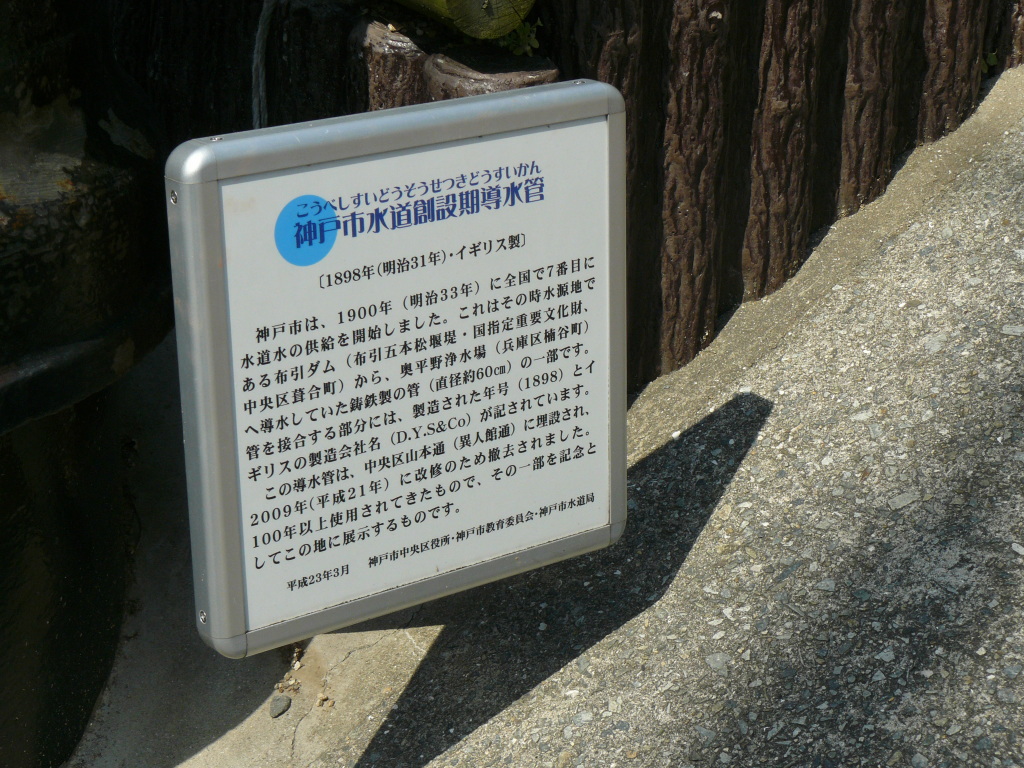 こうべしすいどうそうせつきどうすいかん
神戸市水道創設期導水管
〔1898年(明治31年)・イギリス製〕
神戸市は、1900年(明治33年)に全国で7番目に
水道水の供給を開始しました。これはその時水源地で
ある布引ダム(布引五本松堰堤・国指定重要文化財、
中央区葺合町)から、奥平野浄水場(兵庫区楠谷町)
へ導水していた鋳鉄製の管(直径約60㎝)の一部です。
管を接合する部分には、製造された年号(1898)とイ
ギリスの製造会社名(D.Y.S&Co)が記されています。
この導水管は、中央区山本通(異人館通)に埋設され、
2009年(平成21年)に改修のため撤去されました。
100年以上使用されてきたもので、その一部を記念と
してこの地に展示するものです。
平成23年3月 神戸市中央区役所・神戸市教育委員会・神戸市水道局